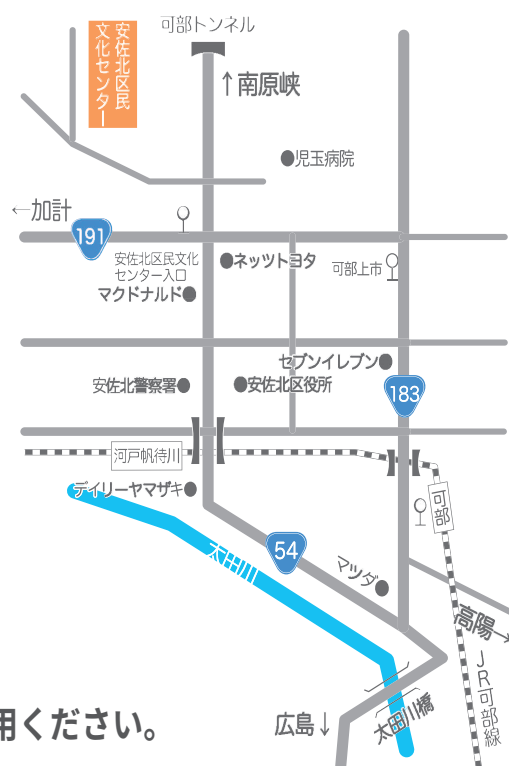 可部トンネル
安佐北区民
文化センター
↑南原峡
児玉病院
←加計
191
安佐北区民文化
センター入口
ネッツトヨタ
可部上市
マクドナルド
セブンイレブン
安佐北警察署
安佐北区役所
183
河戸帆待川
デイリーヤマザキ
可部
太田川
54
マツダ
高陽→
JR可部線
太田川橋
広島↓
用ください。